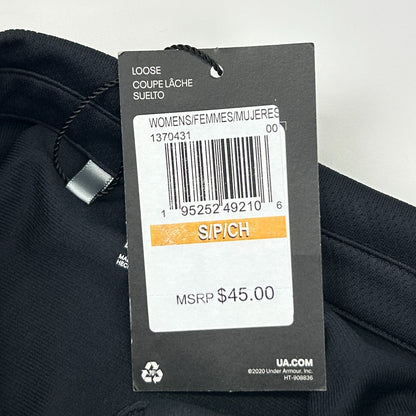 LOOSE
COUPE LÂCHE
SUELTO
WOMENS/FEMMES/MUJERES
1370431 00
1 95252 49210 6
S/P/CH
MSRP $45.00
UA.COM
©2020 Under Armour, Inc.
HT-908836